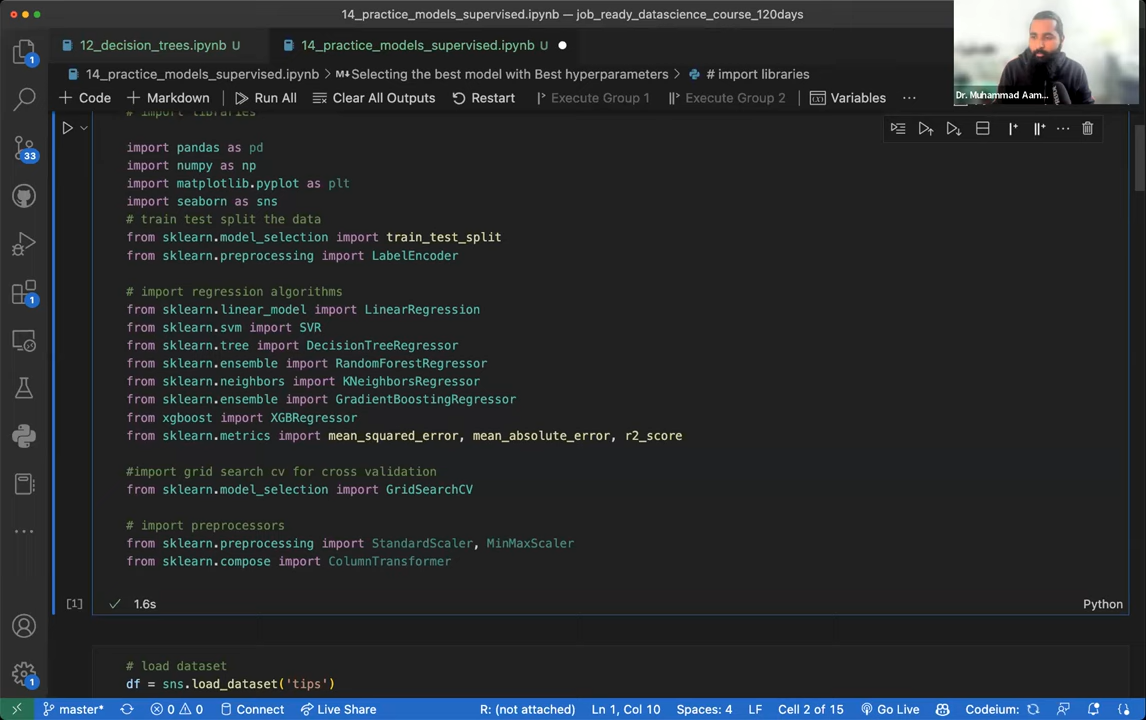 14_practice_models_supervised.ipynb — job_ready_datascience_course_120days
12_decision_trees.ipynb U
14_practice_models_supervised.ipynb U
14_practice_models_supervised.ipynb > M↓Selecting the best model with Best hyperparameters > # import libraries
+ Code + Markdown Run All Clear All Outputs Restart Execute Group 1 Execute Group 2 Variables ...
Dr. Muhammad Aam...
# import libraries
import pandas as pd
import numpy as np
import matplotlib.pyplot as plt
import seaborn as sns
# train test split the data
from sklearn.model_selection import train_test_split
from sklearn.preprocessing import LabelEncoder
# import regression algorithms
from sklearn.linear_model import LinearRegression
from sklearn.svm import SVR
from sklearn.tree import DecisionTreeRegressor
from sklearn.ensemble import RandomForestRegressor
from sklearn.neighbors import KNeighborsRegressor
from sklearn.ensemble import GradientBoostingRegressor
from xgboost import XGBRegressor
from sklearn.metrics import mean_squared_error, mean_absolute_error, r2_score
#import grid search cv for cross validation
from sklearn.model_selection import GridSearchCV
# import preprocessors
from sklearn.preprocessing import StandardScaler, MinMaxScaler
from sklearn.compose import ColumnTransformer
[1] ✓ 1.6s Python
# load dataset
df = sns.load_dataset('tips')
1
33
1
1
master* 0 0 Connect Live Share R: (not attached) Ln 1, Col 10 Spaces: 4 LF Cell 2 of 15 Go Live Codeium: {}